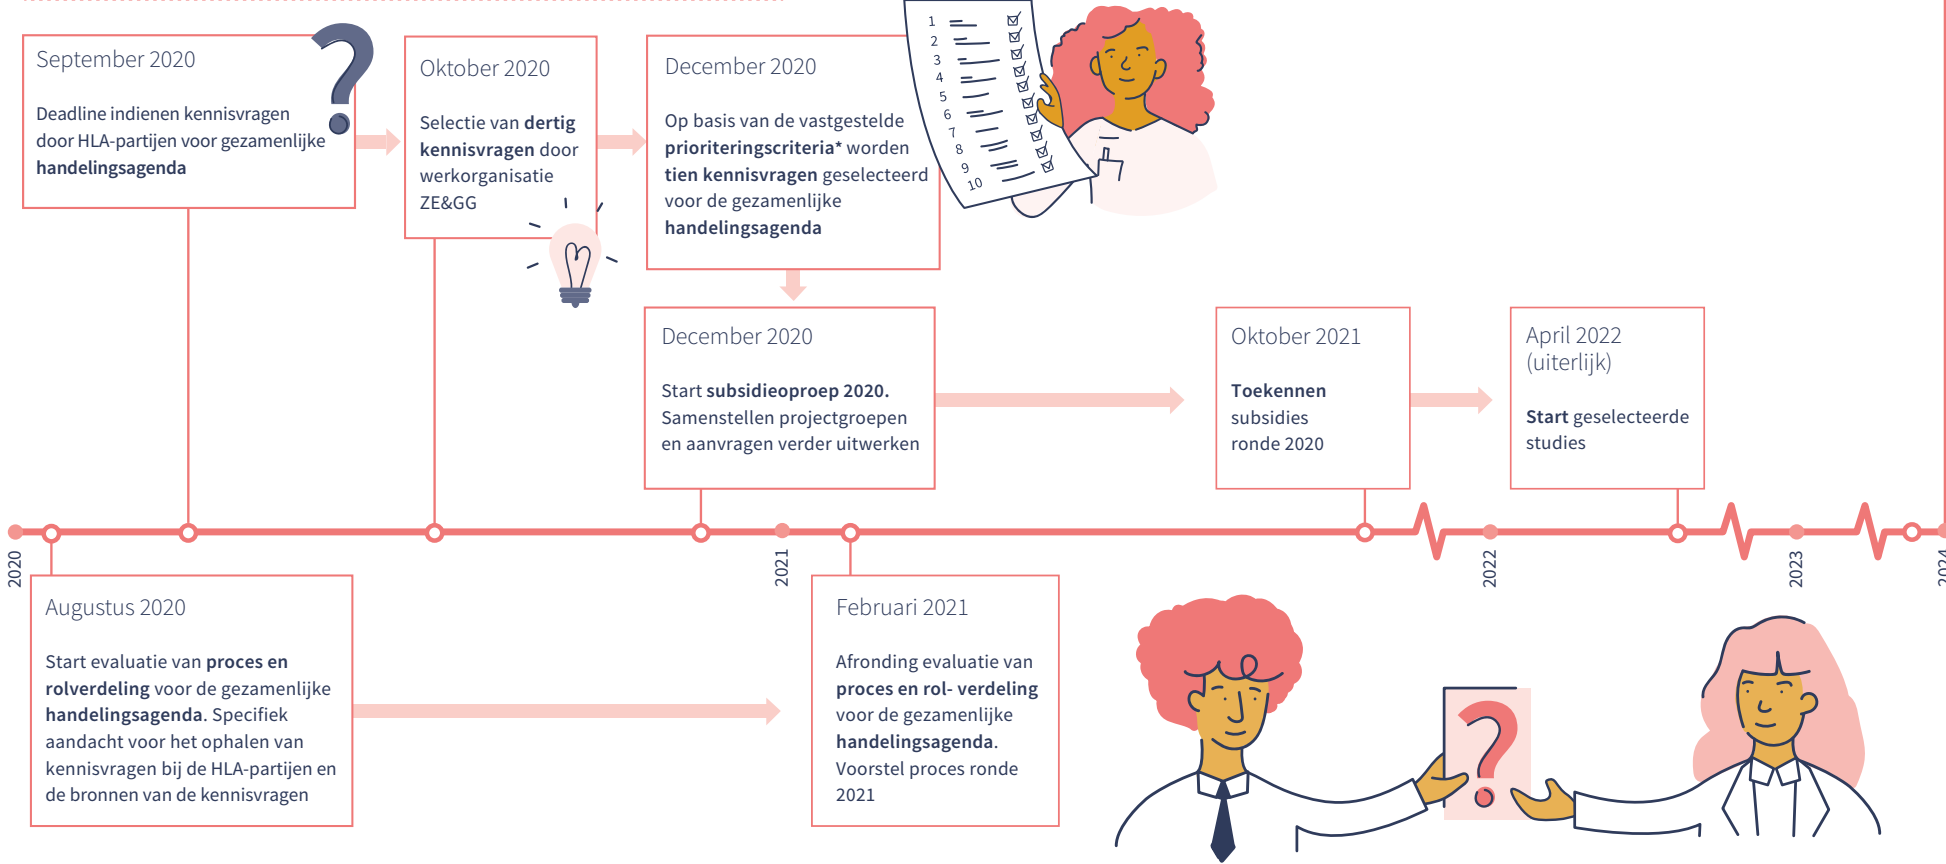 September 2020
Deadline indienen kennisvragen
door HLA-partijen voor gezamenlijke
handelingsagenda
Oktober 2020
Selectie van dertig
kennisvragen door
werkorganisatie
ZE&GG
December 2020
Op basis van de vastgestelde
prioriteringscriteria* worden
tien kennisvragen geselecteerd
voor de gezamenlijke
handelingsagenda
1
2
3
4
5
6
7
8
9
10
December 2020
Start subsidieoproep 2020.
Samenstellen projectgroepen
en aanvragen verder uitwerken
Oktober 2021
Toekennen
subsidies
ronde 2020
April 2022
(uiterlijk)
Start geselecteerde
studies
2020
2021
2022
2023
2024
Augustus 2020
Start evaluatie van proces en
rolverdeling voor de gezamenlijke
handelingsagenda. Specifiek
aandacht voor het ophalen van
kennisvragen bij de HLA-partijen en
de bronnen van de kennisvragen
Februari 2021
Afronding evaluatie van
proces en rol- verdeling
voor de gezamenlijke
handelingsagenda.
Voorstel proces ronde
2021
?
?